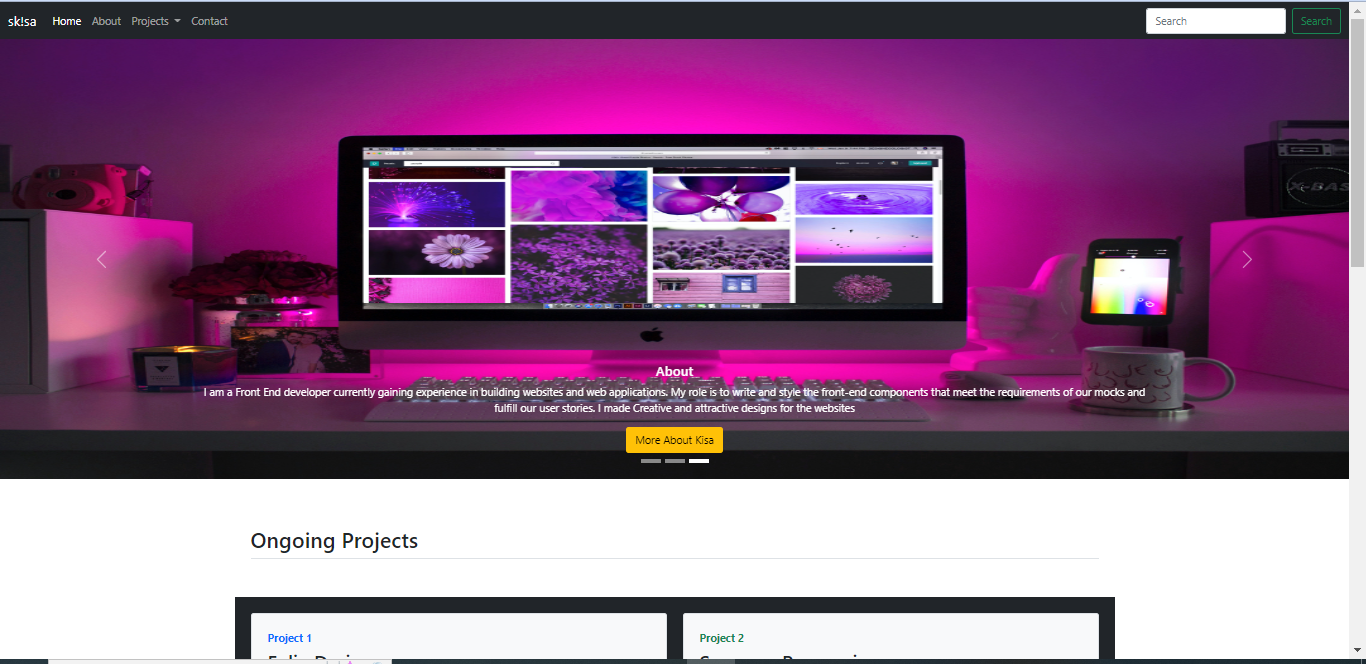 sk!sa Home About Projects Contact Search Search
X-BAS
About
I am a Front End developer currently gaining experience in building websites and web applications. My role is to write and style the front-end components that meet the requirements of our mocks and
fulfill our user stories. I made Creative and attractive designs for the websites
More About Kisa
Ongoing Projects
Project 1 Project 2